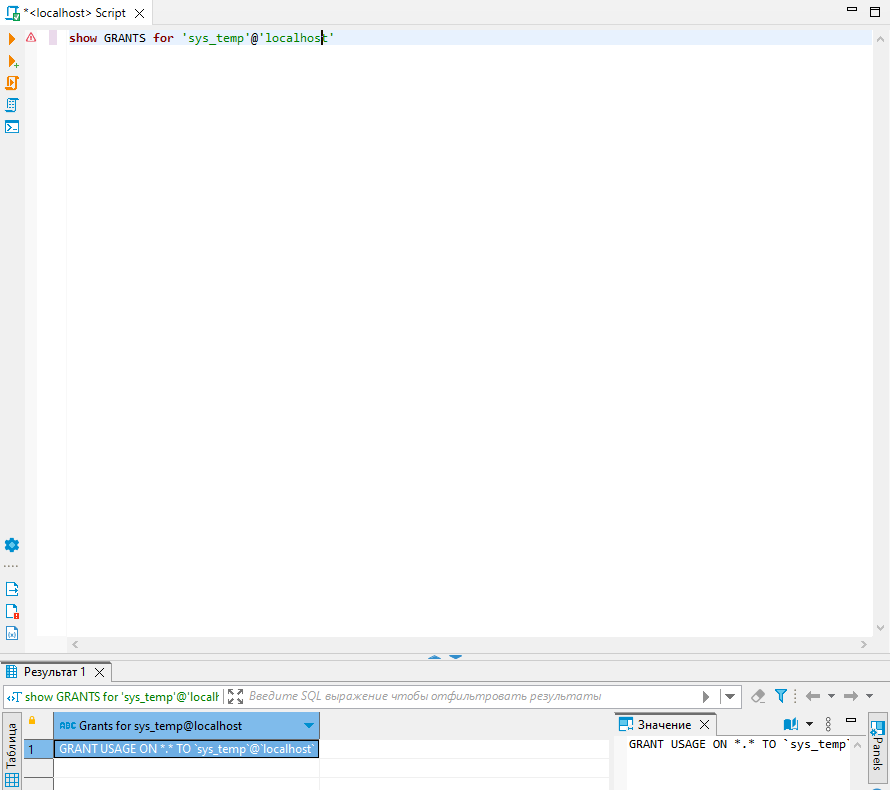 *<localhost> Script
show GRANTS for 'sys_temp'@'localhost'
Результат 1
show GRANTS for 'sys_temp'@'localh
Введите SQL выражение чтобы отфильтровать результаты
Таблица
ABC Grants for sys_temp@localhost
1 GRANT USAGE ON *.* TO `sys_temp`@`localhost`
Значение
GRANT USAGE ON *.* TO `sys_temp`
Panels